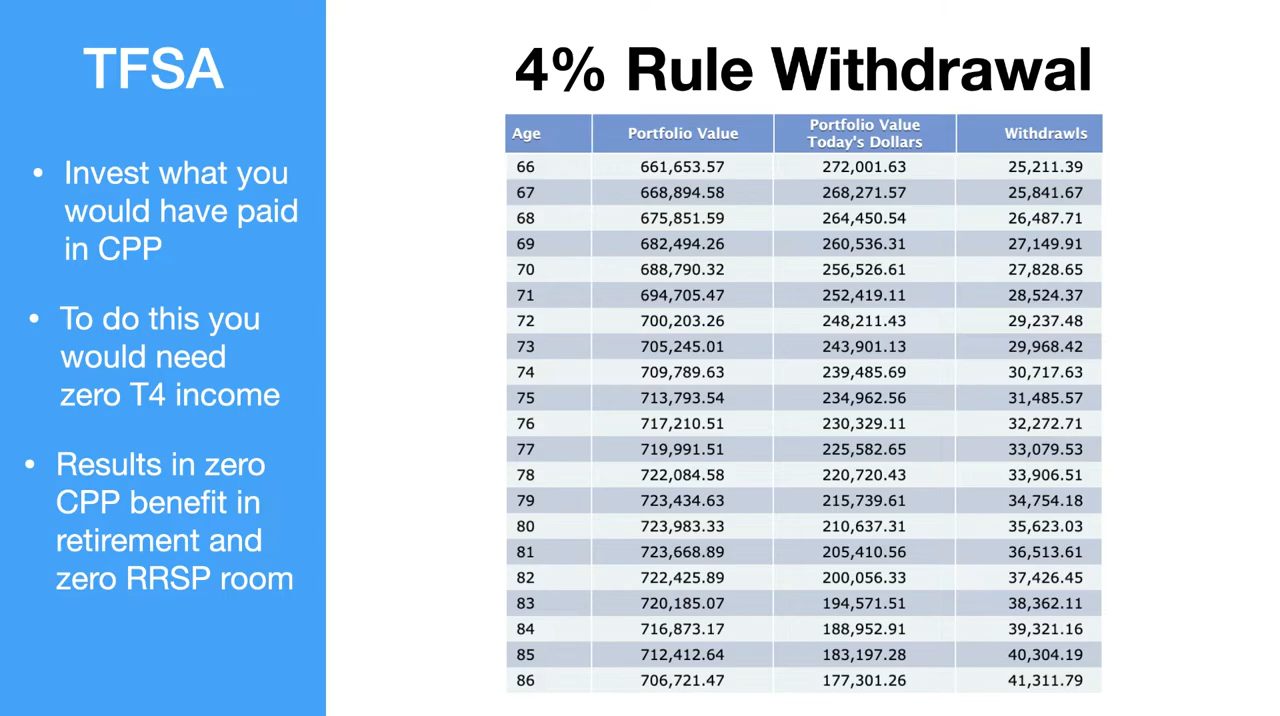 TFSA
• Invest what you
would have paid
in CPP
• To do this you
would need
zero T4 income
• Results in zero
CPP benefit in
retirement and
zero RRSP room
4% Rule Withdrawal
Age Portfolio Value Portfolio Value Today's Dollars Withdrawls
66 661,653.57 272,001.63 25,211.39
67 668,894.58 268,271.57 25,841.67
68 675,851.59 264,450.54 26,487.71
69 682,494.26 260,536.31 27,149.91
70 688,790.32 256,526.61 27,828.65
71 694,705.47 252,419.11 28,524.37
72 700,203.26 248,211.43 29,237.48
73 705,245.01 243,901.13 29,968.42
74 709,789.63 239,485.69 30,717.63
75 713,793.54 234,962.56 31,485.57
76 717,210.51 230,329.11 32,272.71
77 719,991.51 225,582.65 33,079.53
78 722,084.58 220,720.43 33,906.51
79 723,434.63 215,739.61 34,754.18
80 723,983.33 210,637.31 35,623.03
81 723,668.89 205,410.56 36,513.61
82 722,425.89 200,056.33 37,426.45
83 720,185.07 194,571.51 38,362.11
84 716,873.17 188,952.91 39,321.16
85 712,412.64 183,197.28 40,304.19
86 706,721.47 177,301.26 41,311.79